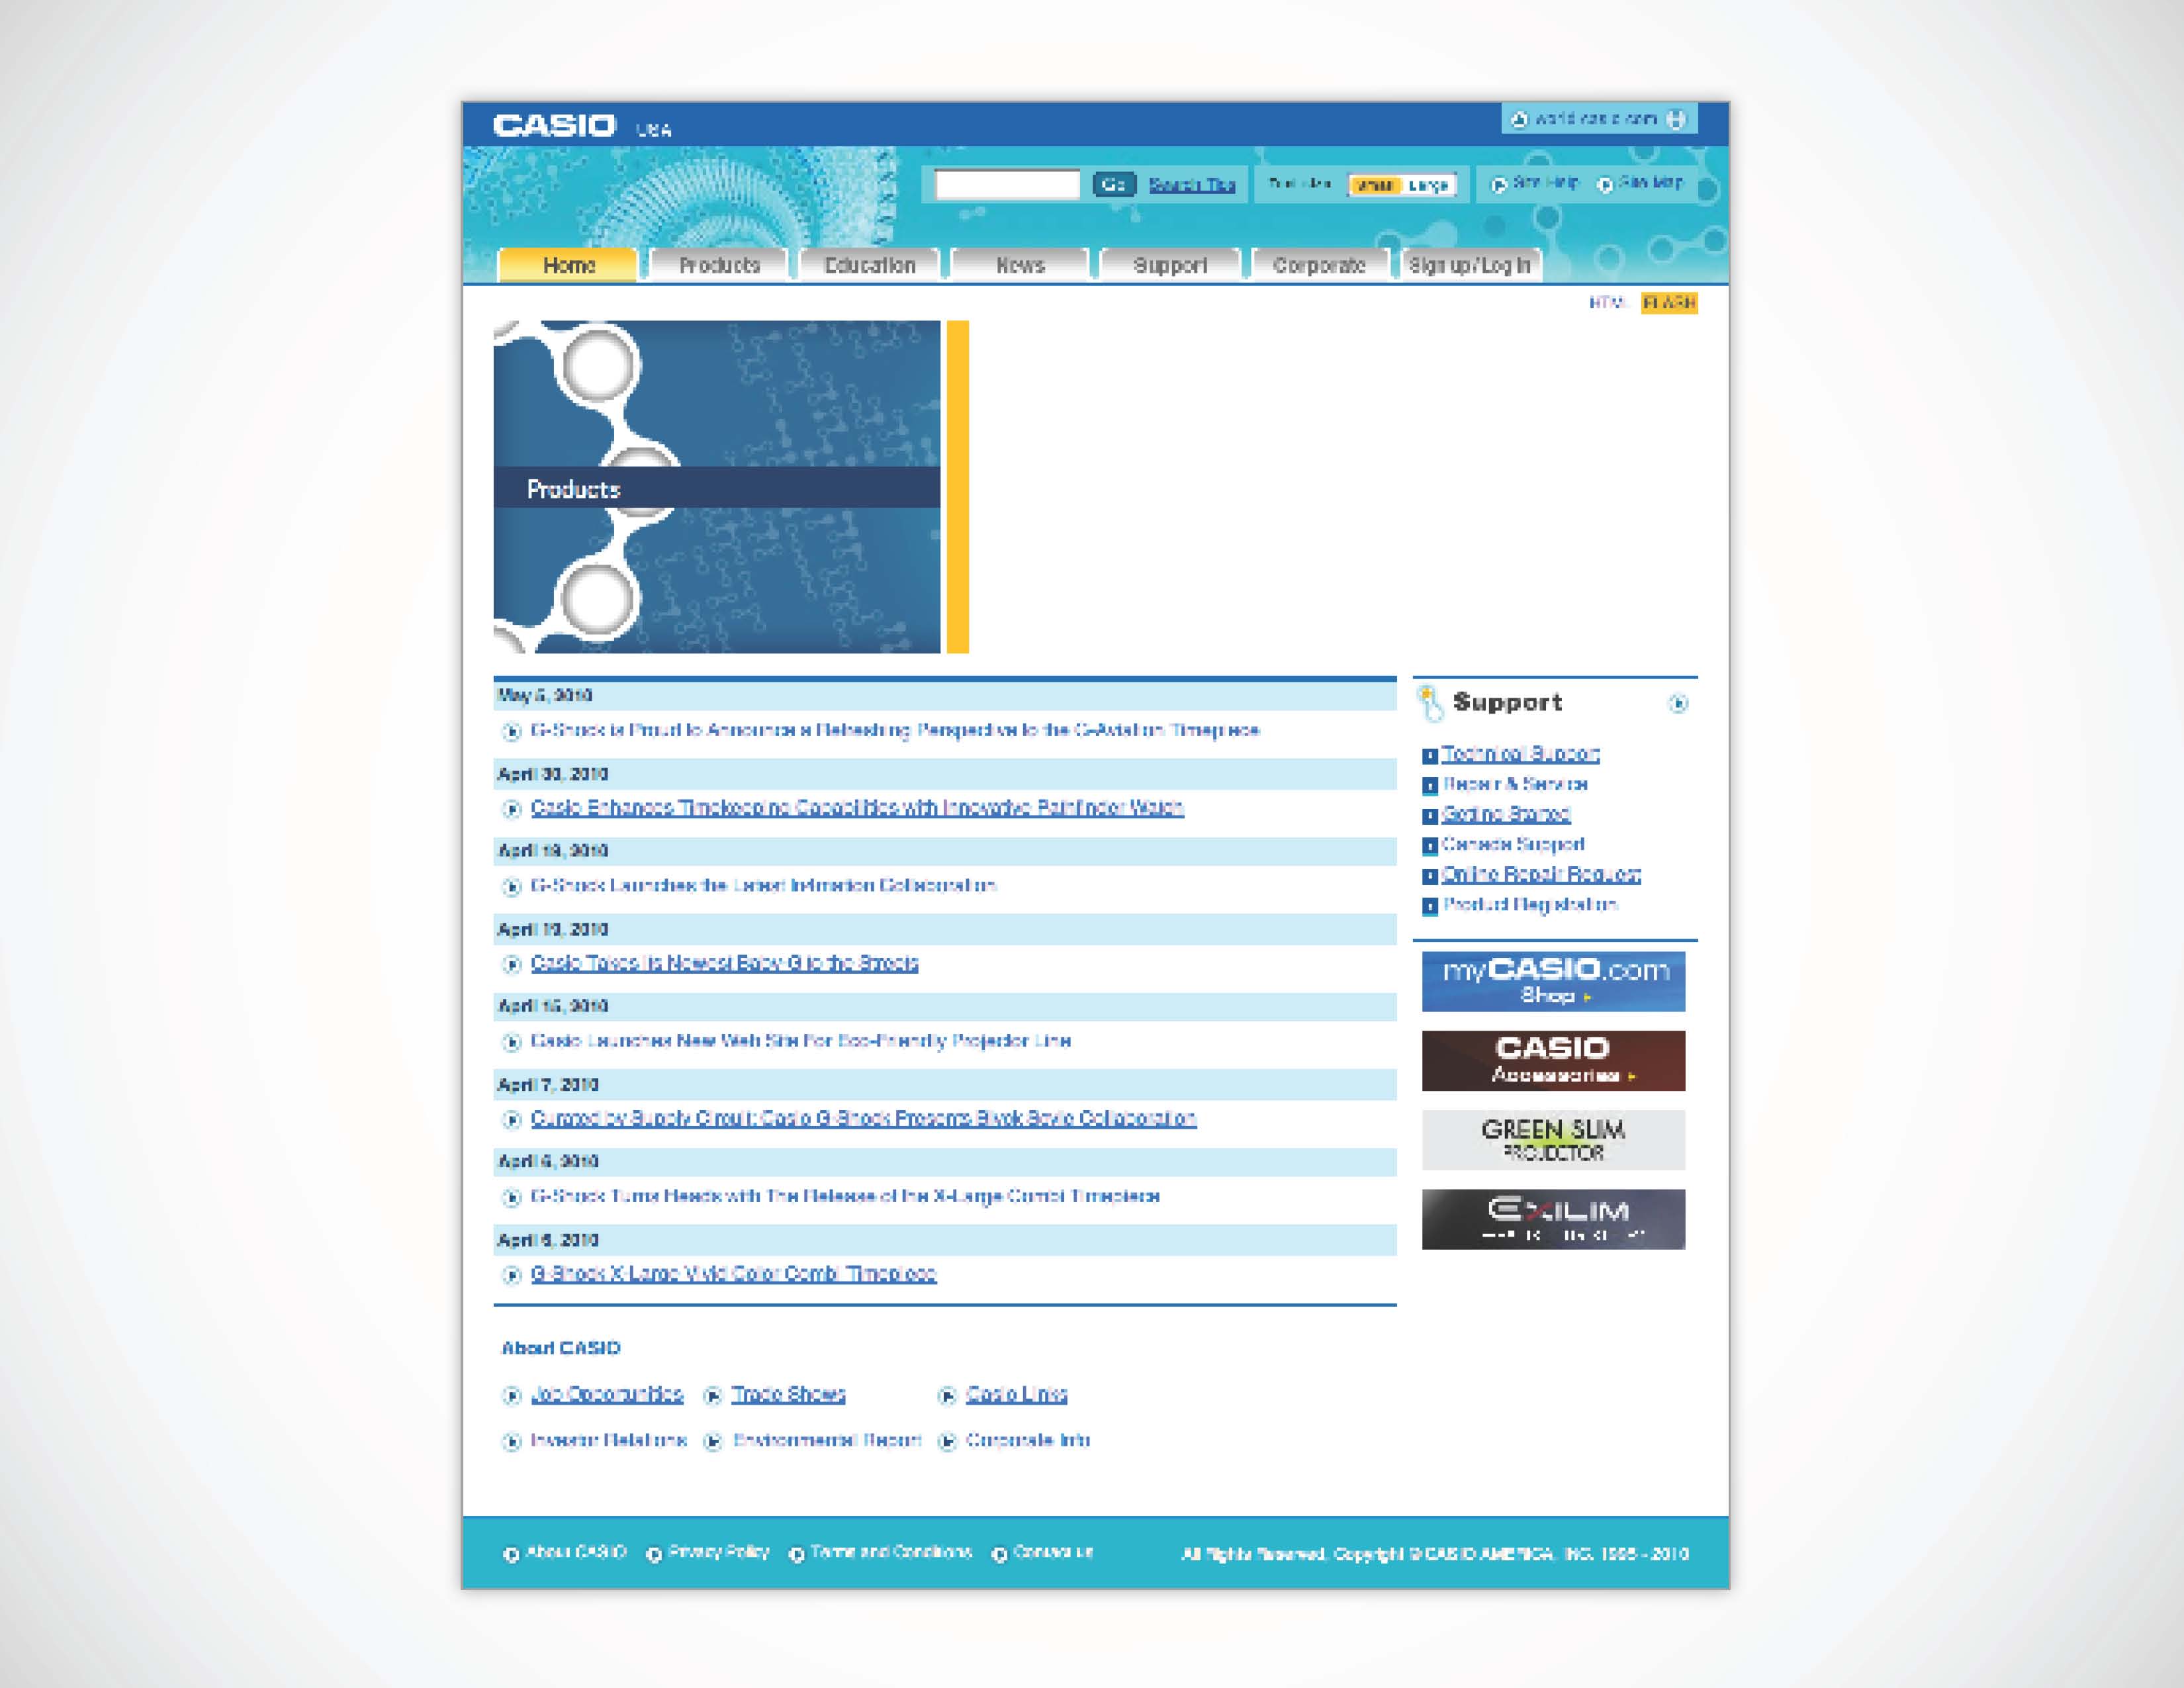 CASIO USA
world.casio.com
Go Search Tips Text size Small Large Site Help Site Map
Home Products Education News Support Corporate Sign up/Log In
HTML FLASH
Products
May 5, 2010
G-Shock is Proud to Announce a Refreshing Perspective to the G-Aviation Timepiece
April 30, 2010
Casio Enhances Timekeeping Capabilities with Innovative Pathfinder Watch
April 19, 2010
G-Shock Launches the Latest Collaboration
April 19, 2010
Casio Takes Its Newest Baby-G to the Streets
April 15, 2010
Casio Launches New Web Site For Eco-Friendly Projector Line
April 7, 2010
Curated by Supply Circuit: Casio G-Shock Presents Collaboration
April 6, 2010
G-Shock Turns Heads with The Release of the X-Large Combi Timepiece
April 6, 2010
G-Shock X-Large Vivid Color Combi Timepiece
Support
Technical Support
Repair & Service
Getting Started
Canada Support
Online Repair Request
Product Registration
myCASIO.com
Shop
CASIO
Accessories
GREEN SLIM
PROJECTOR
EXILIM
About CASIO
Job Opportunities Trade Shows Casio Links
Investor Relations Environmental Report Corporate Info
About CASIO Privacy Policy Terms and Conditions Contact Us All Rights Reserved, Copyright © CASIO AMERICA, INC. 1995 - 2010